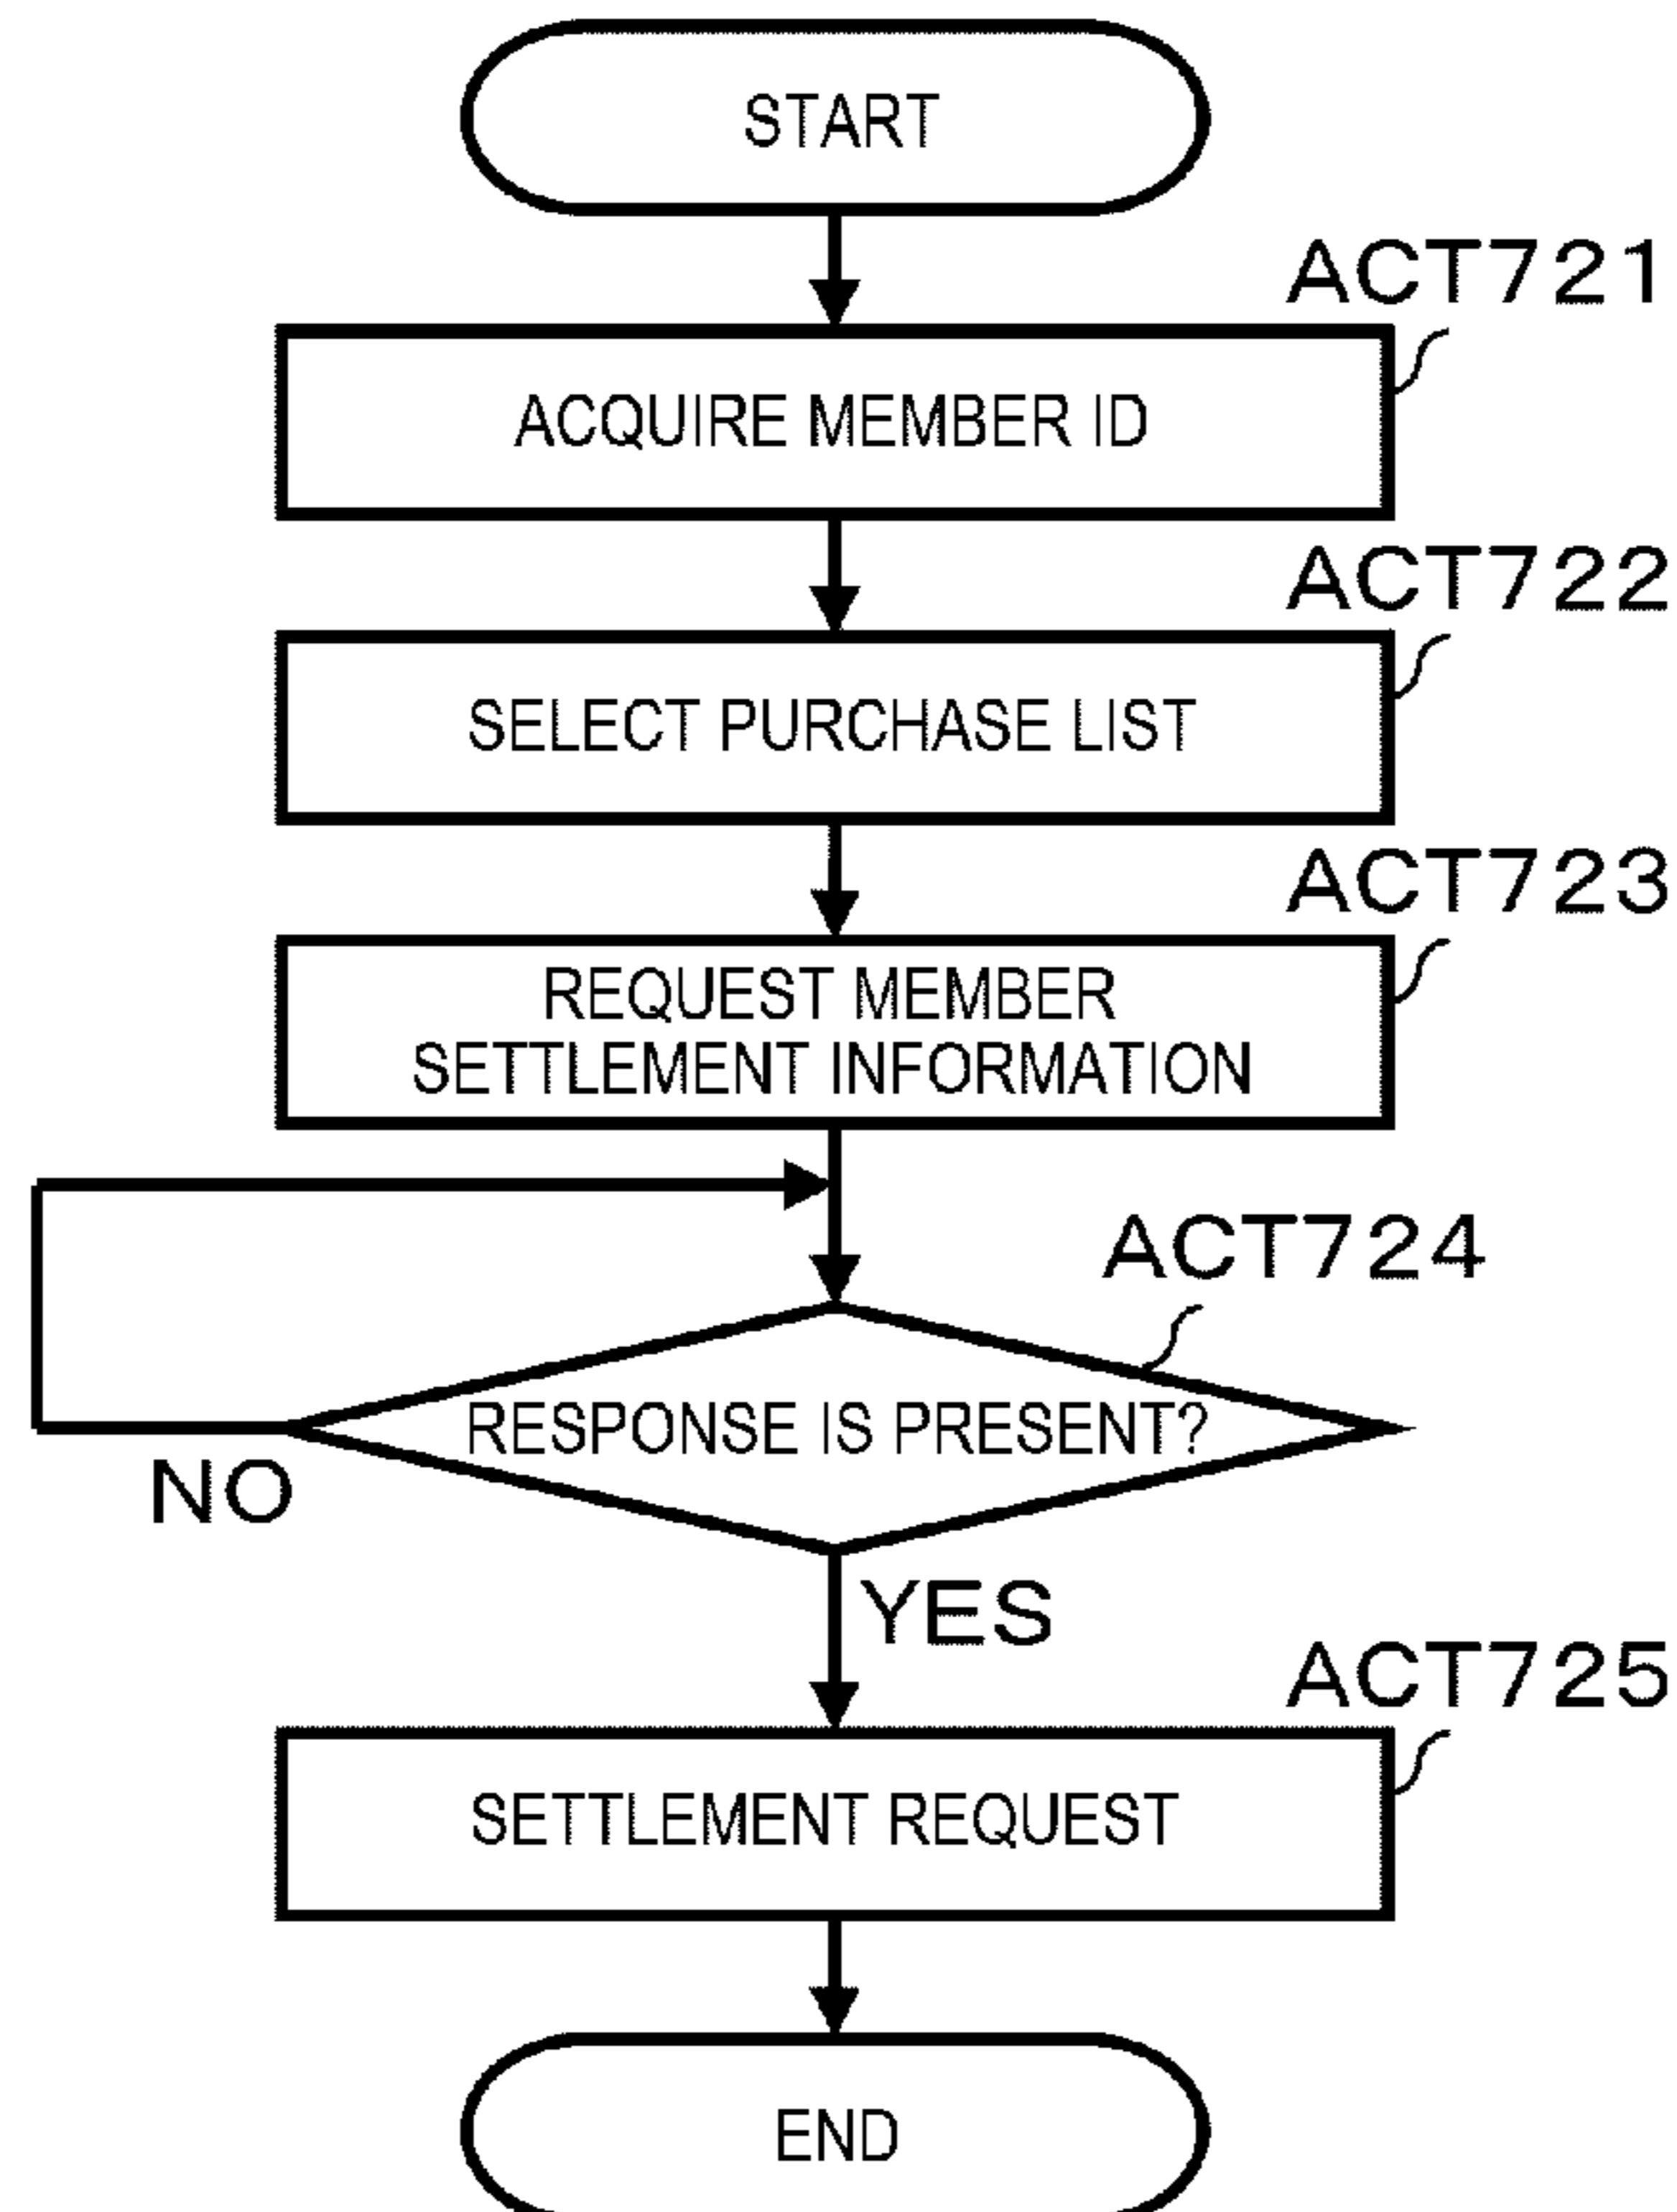 START
ACT721
ACQUIRE MEMBER ID
ACT722
SELECT PURCHASE LIST
ACT723
REQUEST MEMBER
SETTLEMENT INFORMATION
ACT724
RESPONSE IS PRESENT?
NO
YES
ACT725
SETTLEMENT REQUEST
END